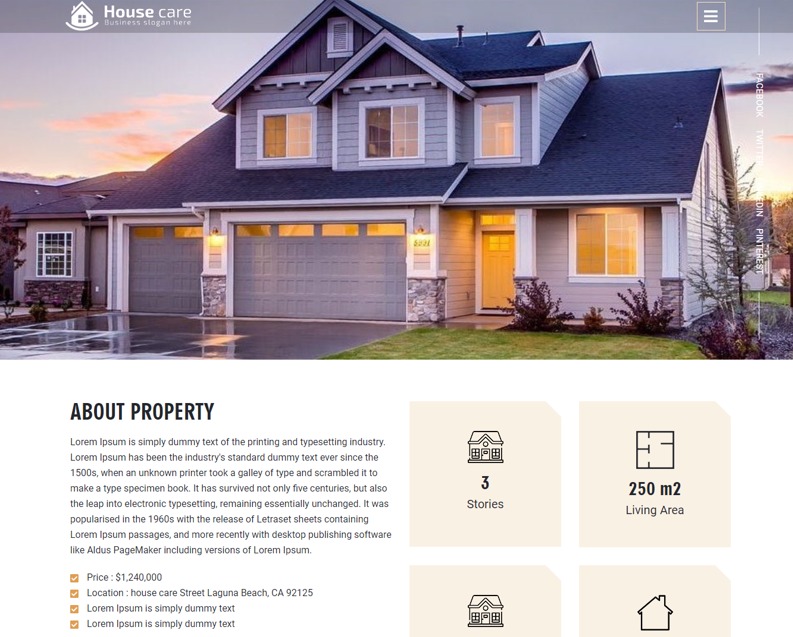 House care
Business slogan here
FACEBOOK
PINTEREST
ABOUT PROPERTY
Lorem Ipsum is simply dummy text of the printing and typesetting industry.
Lorem Ipsum has been the industry's standard dummy text ever since the
1500s, when an unknown printer took a galley of type and scrambled it to
make a type specimen book. It has survived not only five centuries, but also
the leap into electronic typesetting, remaining essentially unchanged. It was
popularised in the 1960s with the release of Letraset sheets containing
Lorem Ipsum passages, and more recently with desktop publishing software
like Aldus PageMaker including versions of Lorem Ipsum.
Price : $1,240,000
Location : house care Street Laguna Beach, CA 92125
Lorem Ipsum is simply dummy text
Lorem Ipsum is simply dummy text
3
Stories
250 m2
Living Area